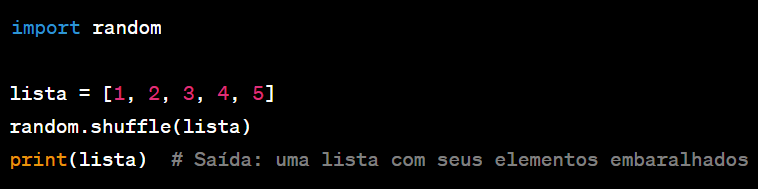 import random
lista = [1, 2, 3, 4, 5]
random.shuffle(lista)
print(lista)  # Saída: uma lista com seus elementos embaralhados